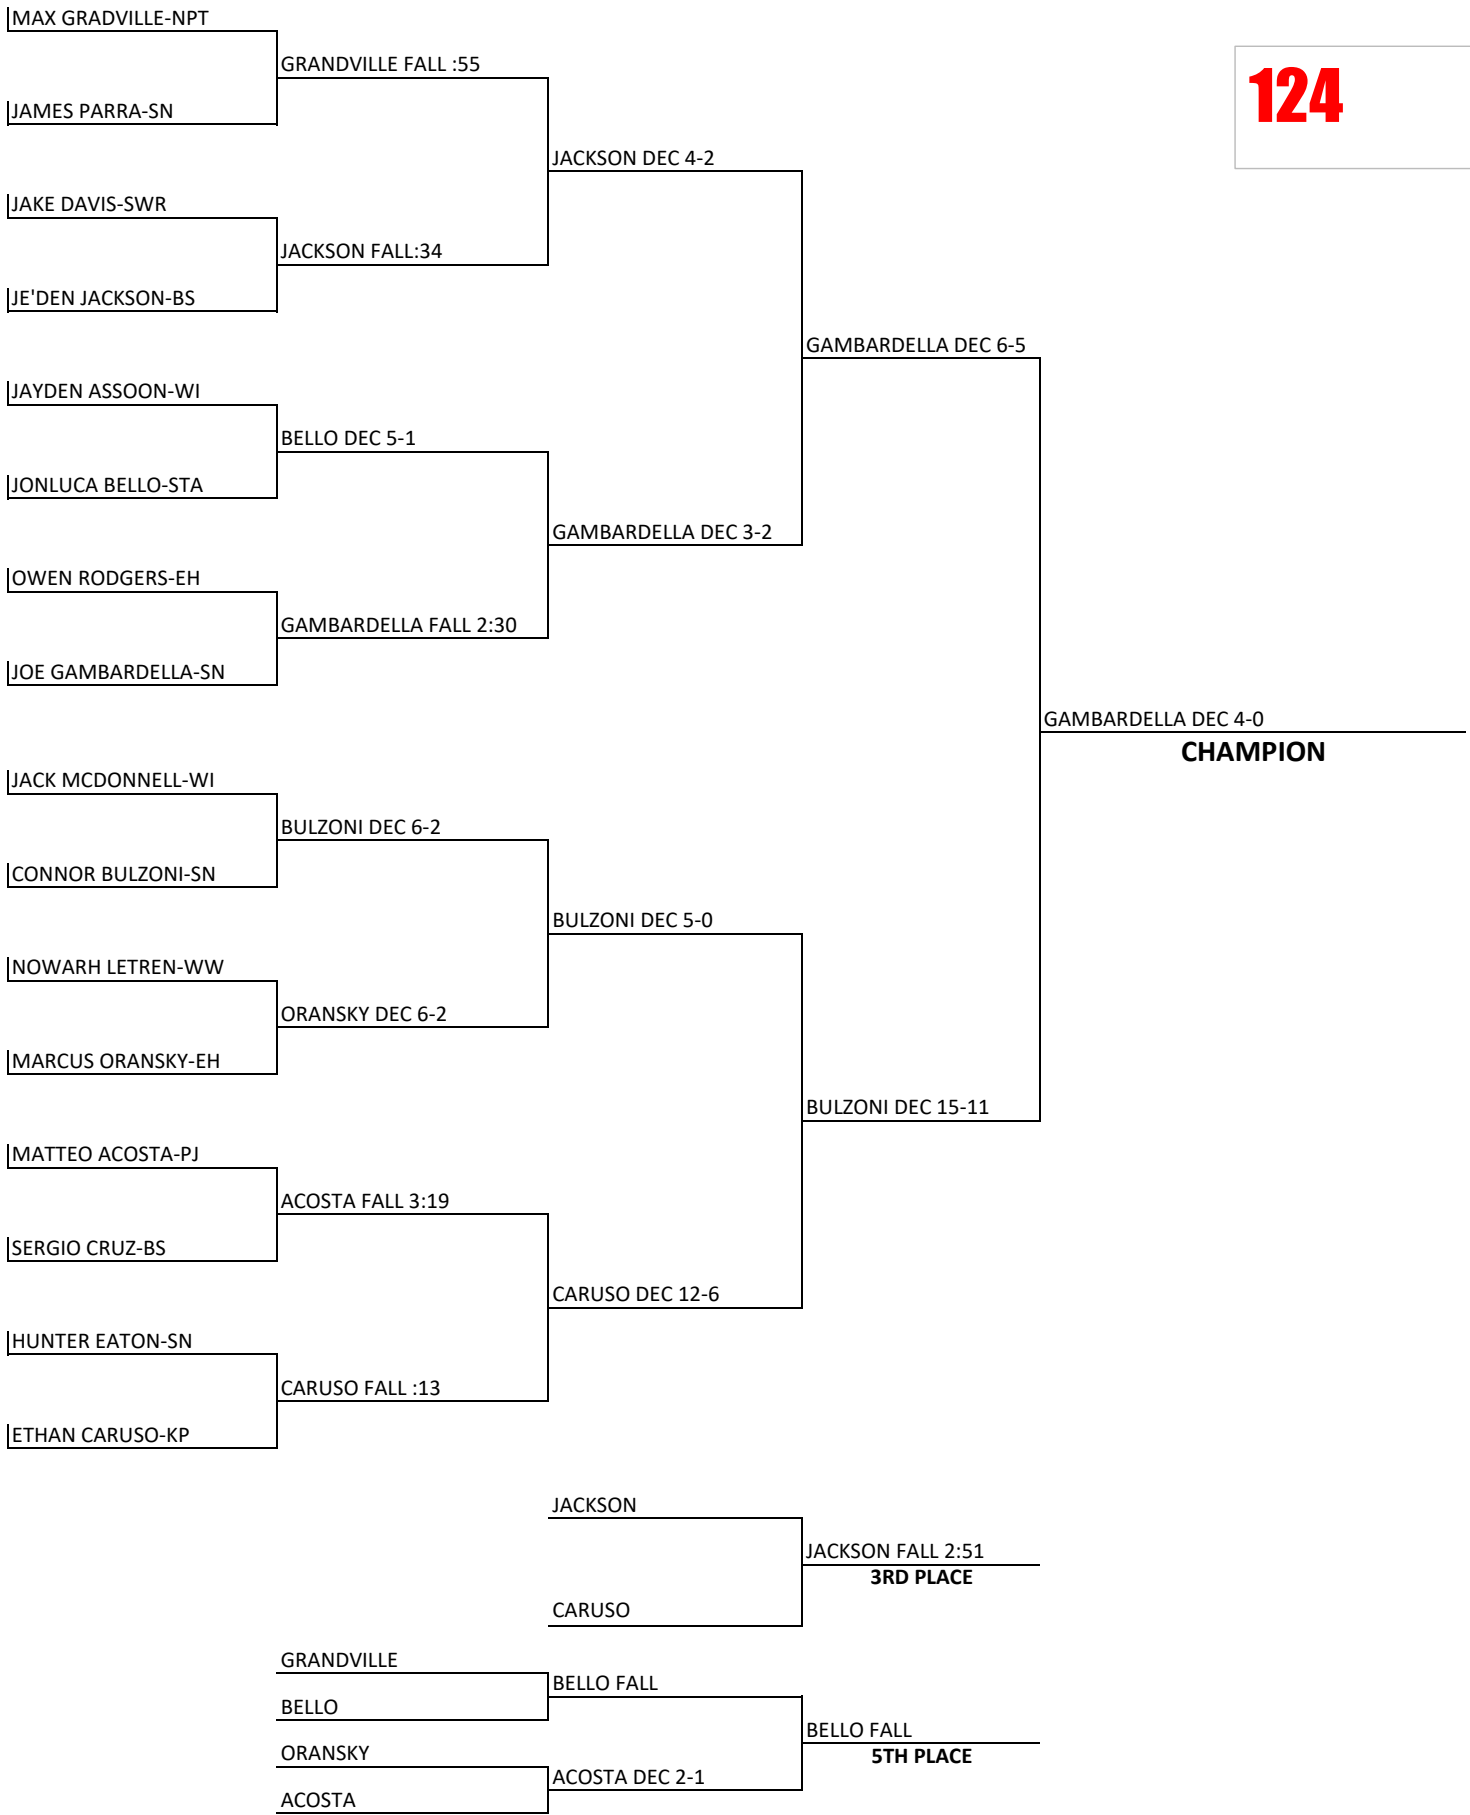 MAX GRADVILLE-NPT
GRANDVILLE FALL :55
124
JAMES PARRA-SN
JACKSON DEC 4-2
JAKE DAVIS-SWR
JACKSON FALL:34
JE'DEN JACKSON-BS
GAMBARDELLA DEC 6-5
JAYDEN ASSOON-WI
BELLO DEC 5-1
JONLUCA BELLO-STA
GAMBARDELLA DEC 3-2
OWEN RODGERS-EH
GAMBARDELLA FALL 2:30
JOE GAMBARDELLA-SN
GAMBARDELLA DEC 4-0
CHAMPION
JACK MCDONNELL-WI
BULZONI DEC 6-2
CONNOR BULZONI-SN
BULZONI DEC 5-0
NOWARH LETREN-WW
ORANSKY DEC 6-2
MARCUS ORANSKY-EH
BULZONI DEC 15-11
MATTEO ACOSTA-PJ
ACOSTA FALL 3:19
SERGIO CRUZ-BS
CARUSO DEC 12-6
HUNTER EATON-SN
CARUSO FALL :13
ETHAN CARUSO-KP
JACKSON
JACKSON FALL 2:51
3RD PLACE
CARUSO
GRANDVILLE
BELLO FALL
BELLO
BELLO FALL
ORANSKY
5TH PLACE
ACOSTA DEC 2-1
ACOSTA